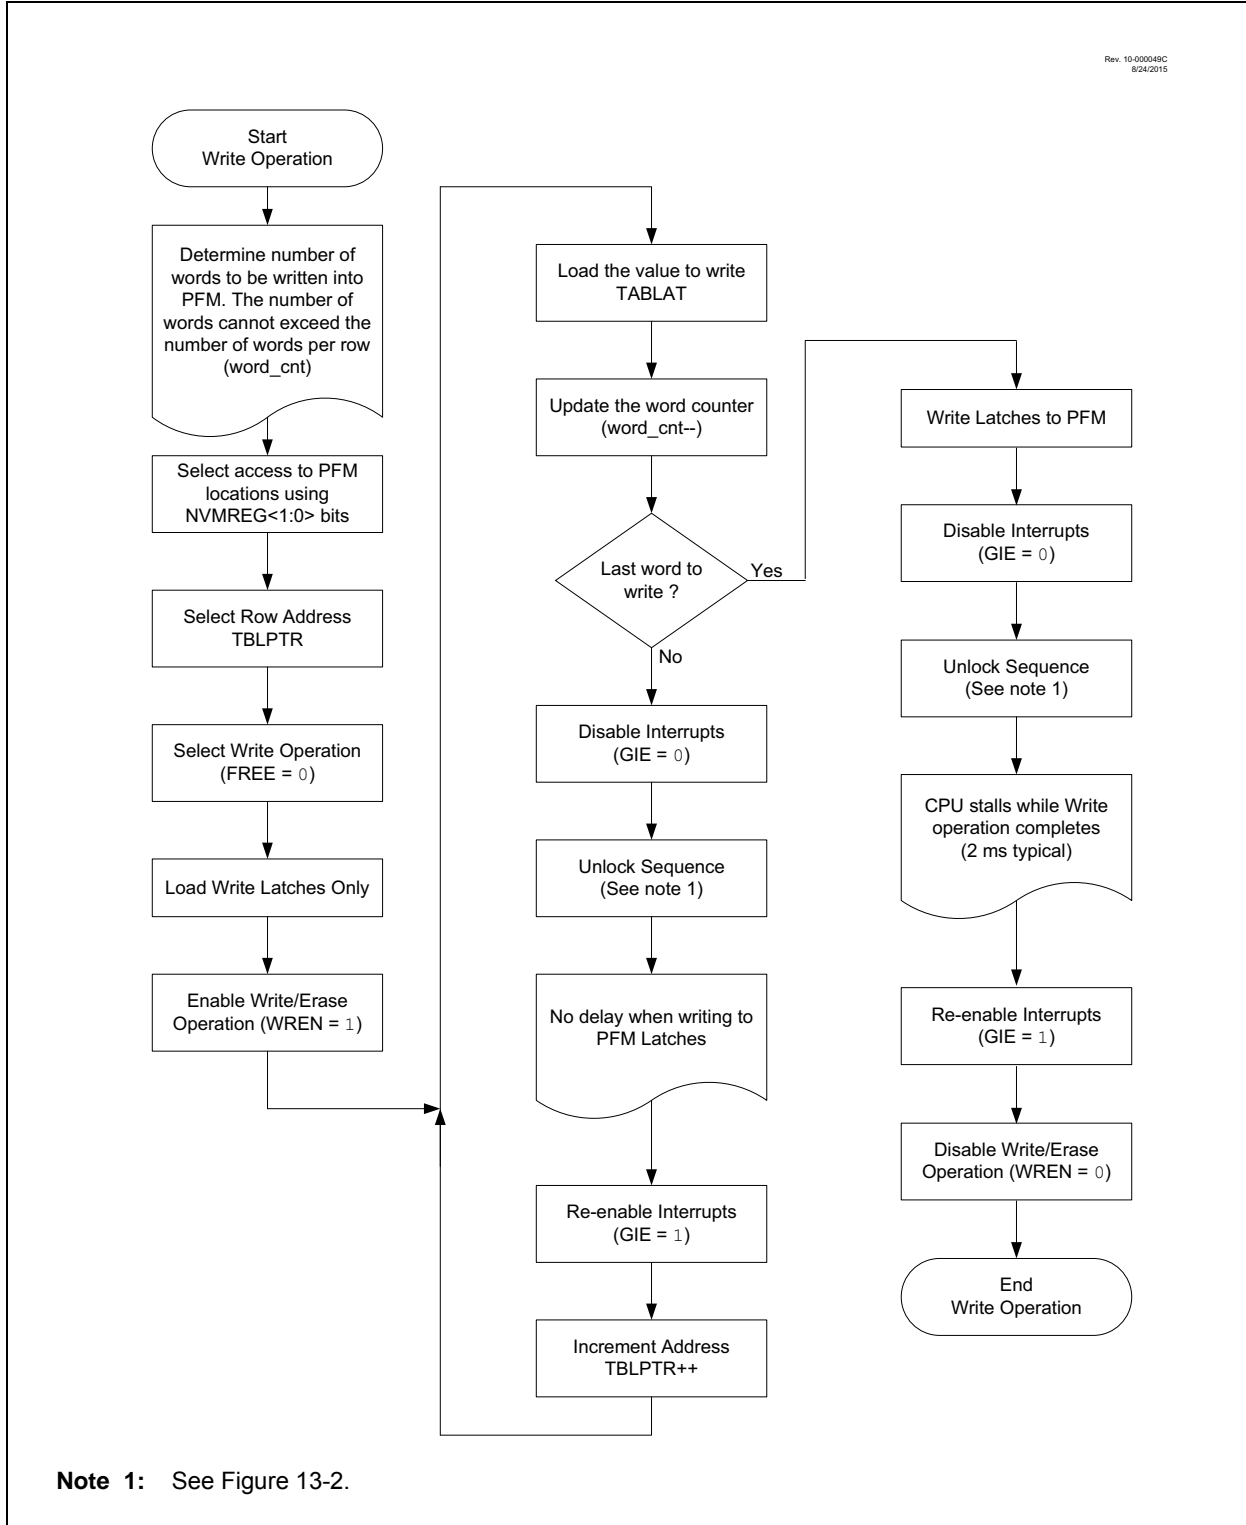 Rev. 10-000049C
8/24/2015
Start
Write Operation
Determine number of
words to be written into
PFM. The number of
words cannot exceed the
number of words per row
(word_cnt)
Select access to PFM
locations using
NVMREG<1:0> bits
Select Row Address
TBLPTR
Select Write Operation
(FREE = 0)
Load Write Latches Only
Enable Write/Erase
Operation (WREN = 1)
Load the value to write
TABLAT
Update the word counter
(word_cnt--)
Last word to
write ?
Yes
No
Disable Interrupts
(GIE = 0)
Unlock Sequence
(See note 1)
No delay when writing to
PFM Latches
Re-enable Interrupts
(GIE = 1)
Increment Address
TBLPTR++
Write Latches to PFM
Disable Interrupts
(GIE = 0)
Unlock Sequence
(See note 1)
CPU stalls while Write
operation completes
(2 ms typical)
Re-enable Interrupts
(GIE = 1)
Disable Write/Erase
Operation (WREN = 0)
End
Write Operation
Note 1: See Figure 13-2.